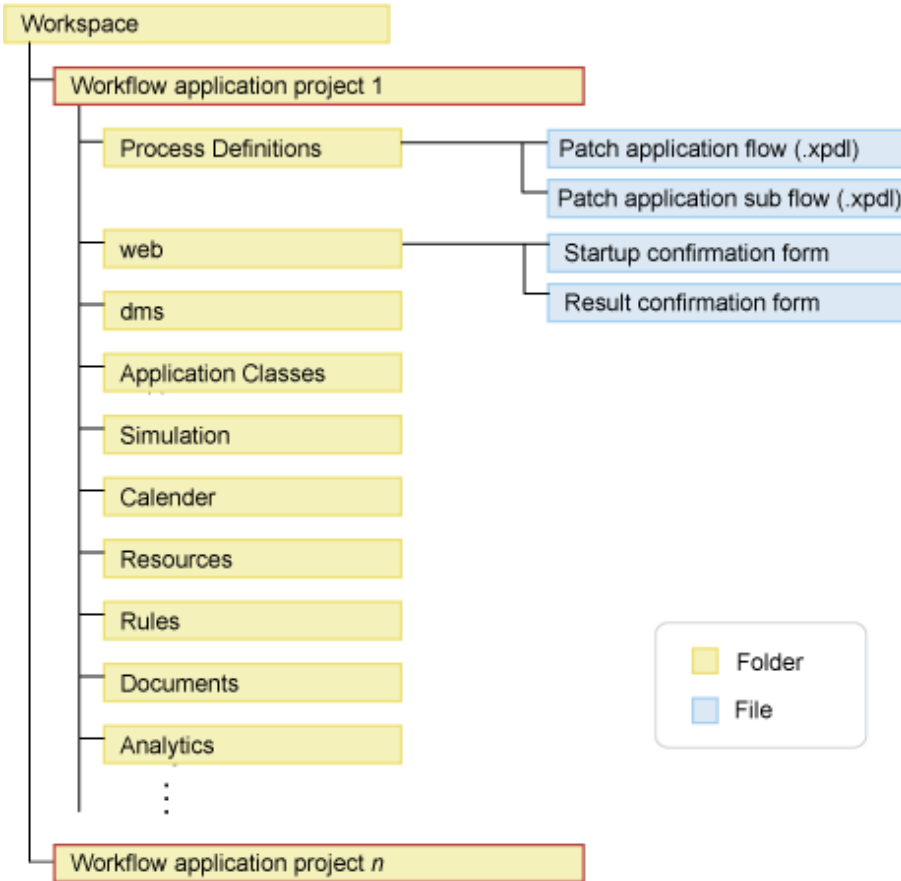 Workspace
Workflow application project 1
Process Definitions
Patch application flow (.xpdl)
Patch application sub flow (.xpdl)
web
Startup confirmation form
Result confirmation form
dms
Application Classes
Simulation
Calender
Resources
Rules
Documents
Analytics
Folder
File
Workflow application project n